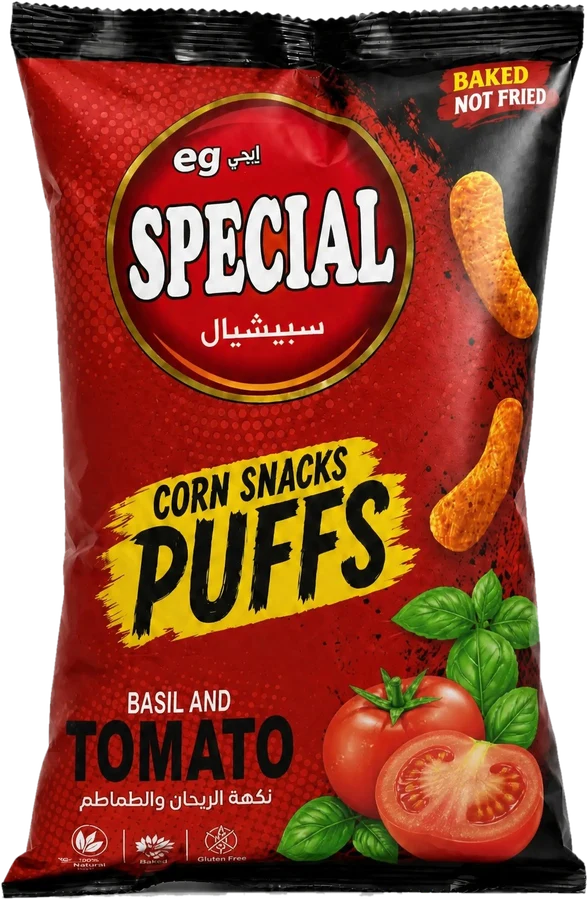 BAKED
NOT FRIED
eg إيجي
SPECIAL
سبيشيال
CORN SNACKS
PUFFS
BASIL AND
TOMATO
نكهة الريحان والطماطم
100%
Natural
Baked
Gluten Free